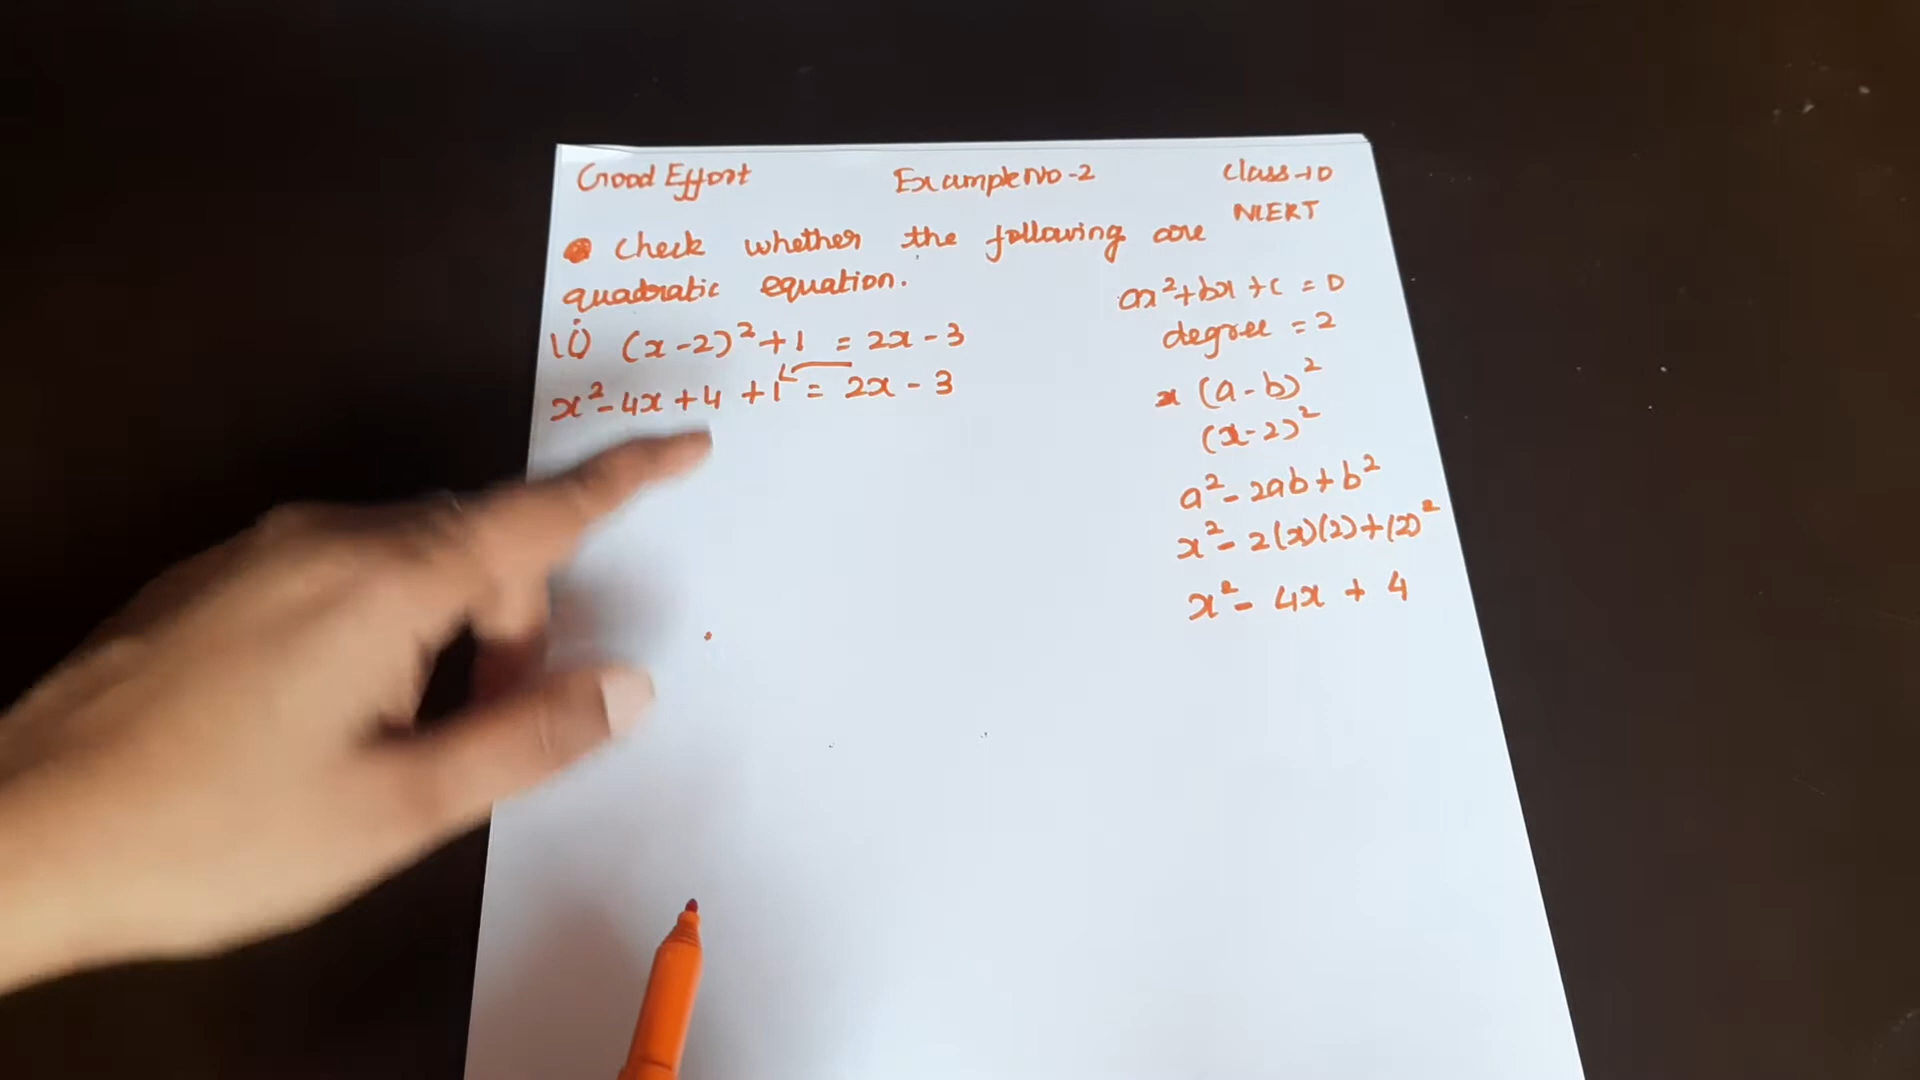 Good Effort Example No-2 Class-10
NCERT
Check whether the following are
quadratic equation.
(i) (x-2)²+1 = 2x-3
x²-4x+4+1 = 2x-3
ax²+bx+c = 0
degree = 2
(a-b)²
(x-2)²
a²-2ab+b²
x²-2(x)(2)+(2)²
x²-4x+4